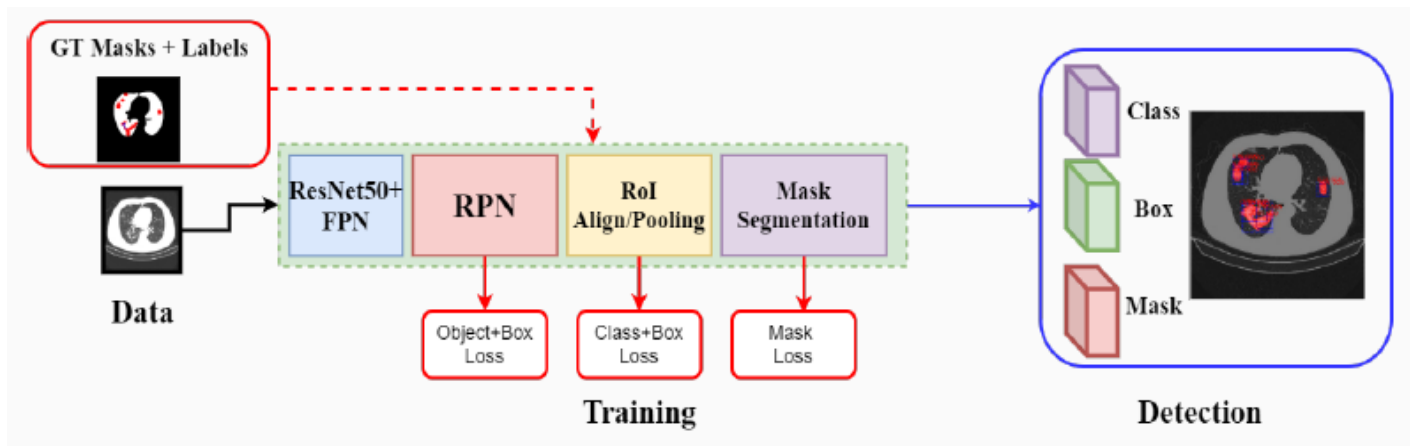 GT Masks + Labels
ResNet50+
FPN
RPN
RoI
Align/Pooling
Mask
Segmentation
Class
Box
Mask
Data
Object+Box
Loss
Class+Box
Loss
Mask
Loss
Training
Detection